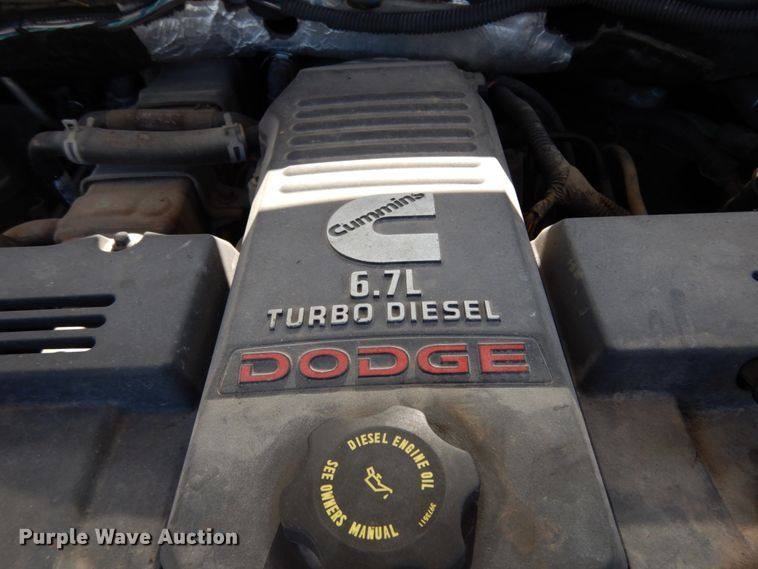 Cummins
6.7L
TURBO DIESEL
DODGE
DIESEL ENGINE OIL
SEE OWNERS MANUAL
Purple Wave Auction